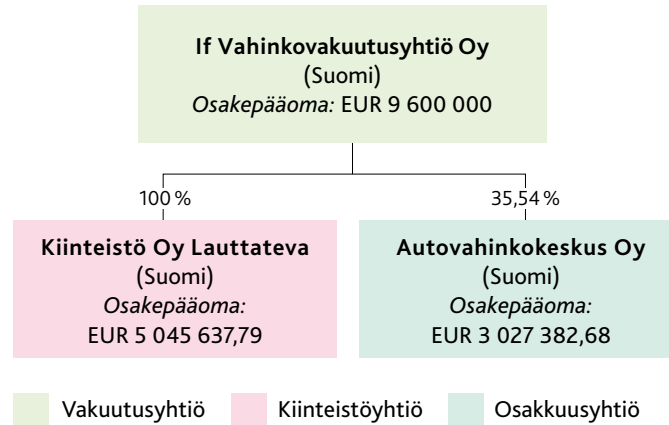 If Vahinkovakuutusyhtiö Oy
(Suomi)
Osakepääoma: EUR 9 600 000
100 %
35,54 %
Kiinteistö Oy Lauttateva
(Suomi)
Osakepääoma:
EUR 5 045 637,79
Autovahinkokeskus Oy
(Suomi)
Osakepääoma:
EUR 3 027 382,68
Vakuutusyhtiö
Kiinteistöyhtiö
Osakkuusyhtiö